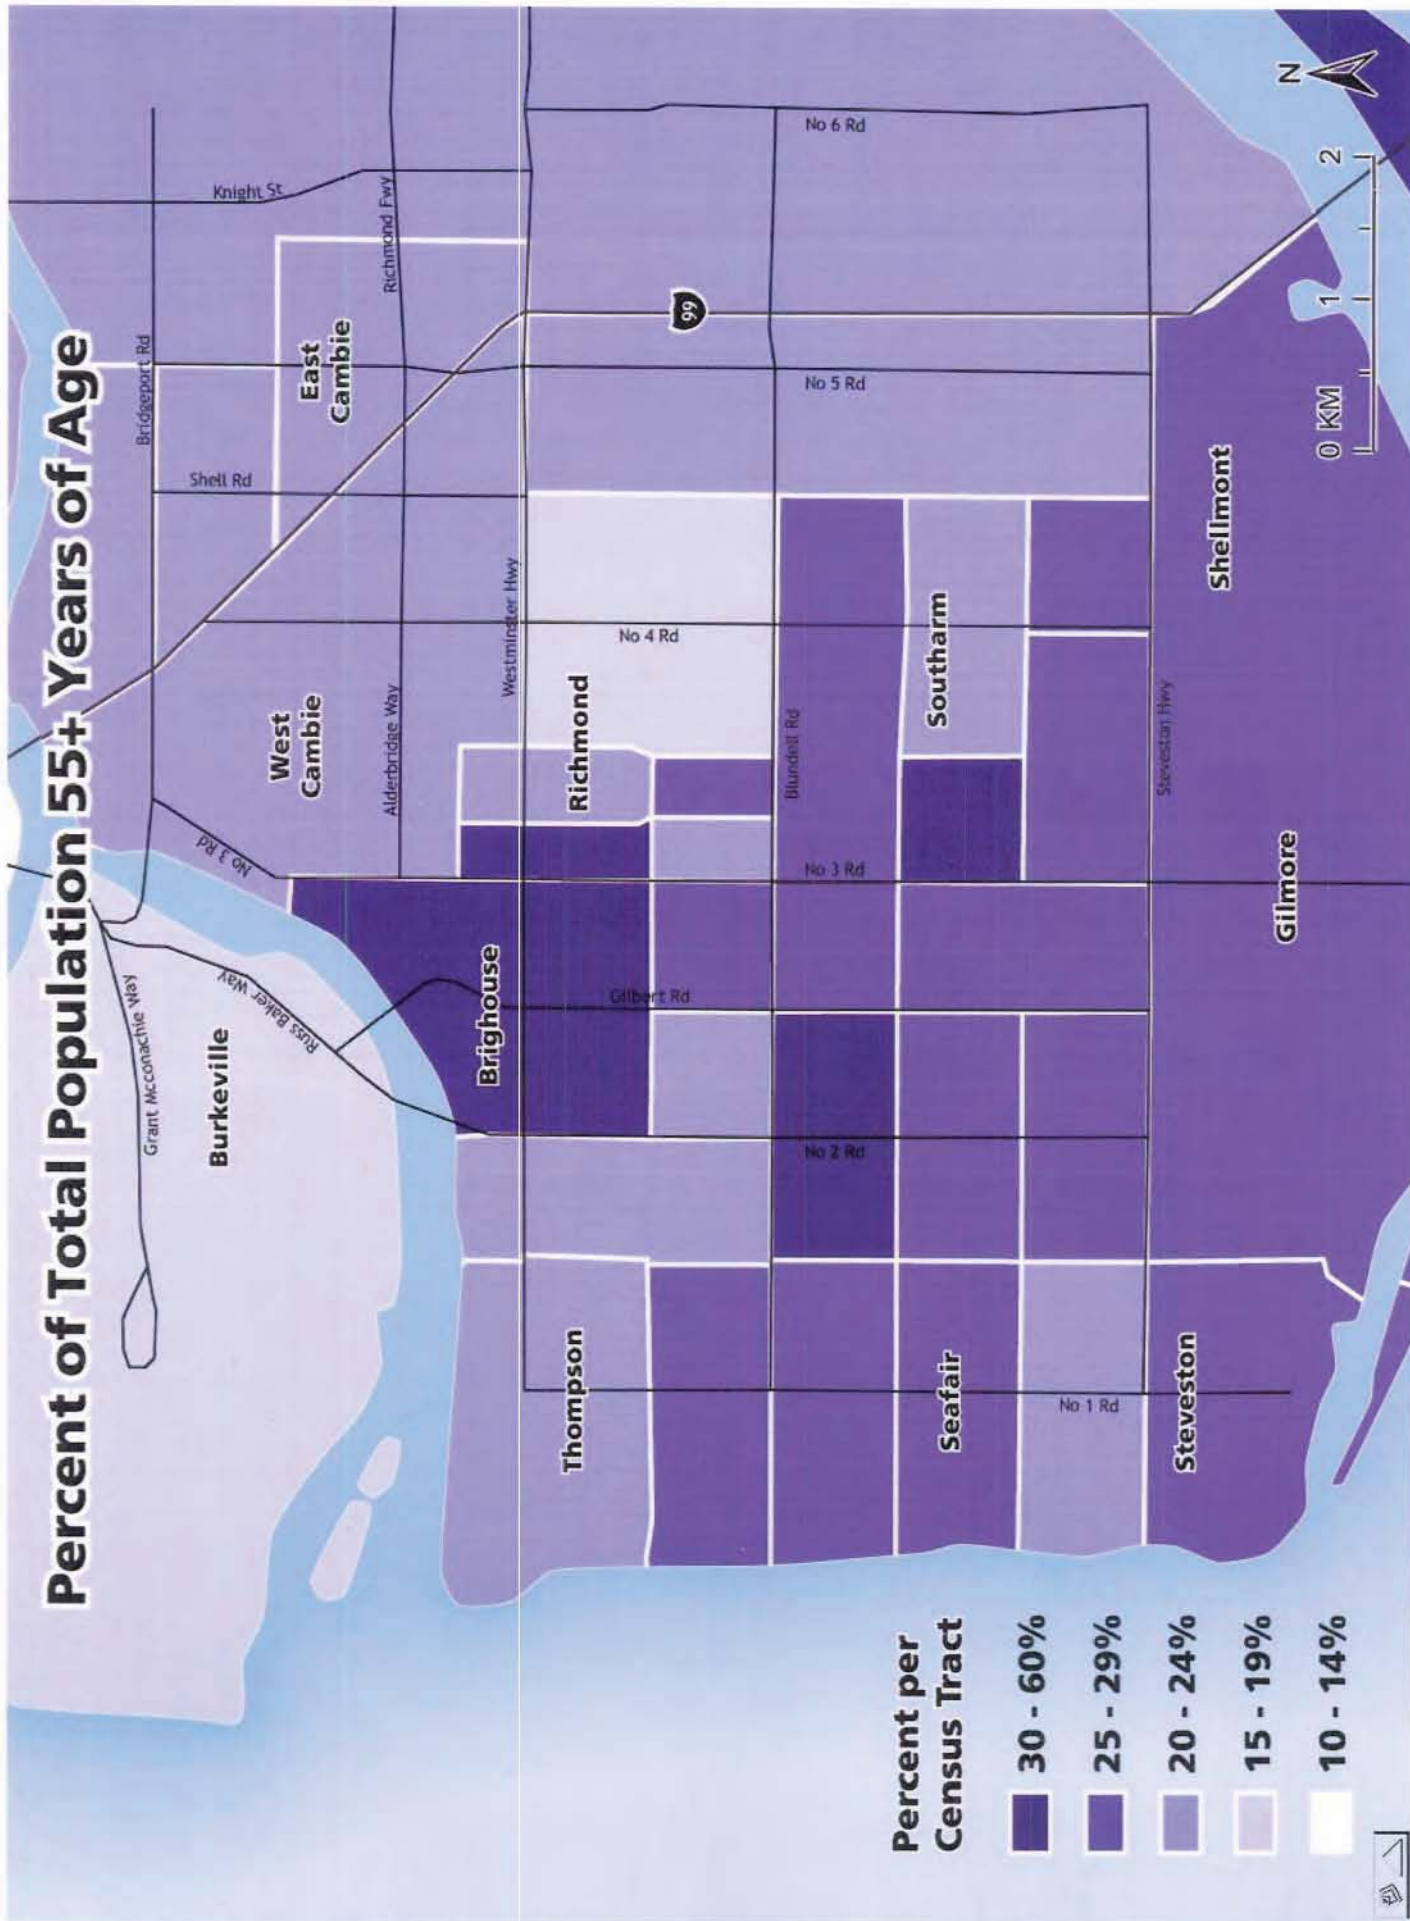 Percent of Total Population 55+ Years of Age
Bridgeport Rd
Knight St
Richmond Fwy
Shell Rd
East
Cambie
West
Cambie
No 3 Rd
Grant Mcconachie Way
Burkeville
Russ Baker Way
Alderbridge Way
Westminster Hwy
Brighouse
Richmond
Gilbert Rd
No 4 Rd
99
No 6 Rd
No 5 Rd
Blundell Rd
No 3 Rd
No 2 Rd
Thompson
Southarm
Seafair
No 1 Rd
Steveston Hwy
Steveston
Shellmont
Gilmore
Percent per
Census Tract
30 - 60%
25 - 29%
20 - 24%
15 - 19%
10 - 14%
N
0 KM 1 2